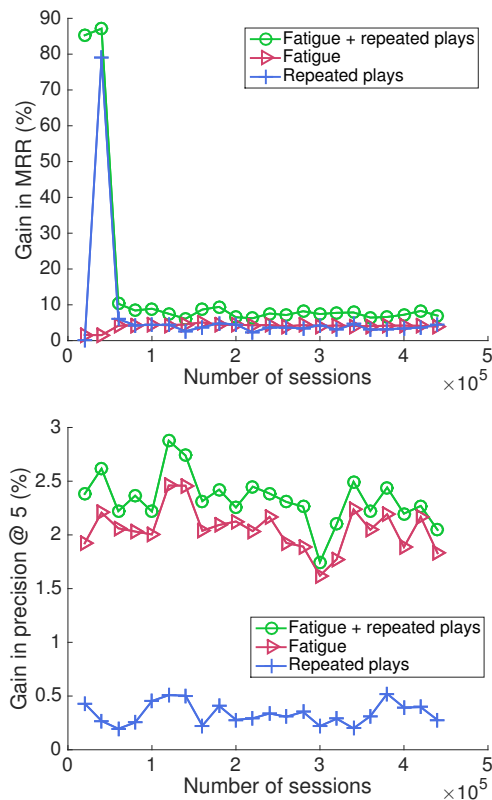 90
80
70
60
50
40
30
20
10
0
Gain in MRR (%)
Fatigue + repeated plays
Fatigue
Repeated plays
0 1 2 3 4 5
Number of sessions
×10^5
3
2.5
2
1.5
1
0.5
0
Gain in precision @ 5 (%)
Fatigue + repeated plays
Fatigue
Repeated plays
0 1 2 3 4 5
Number of sessions
×10^5